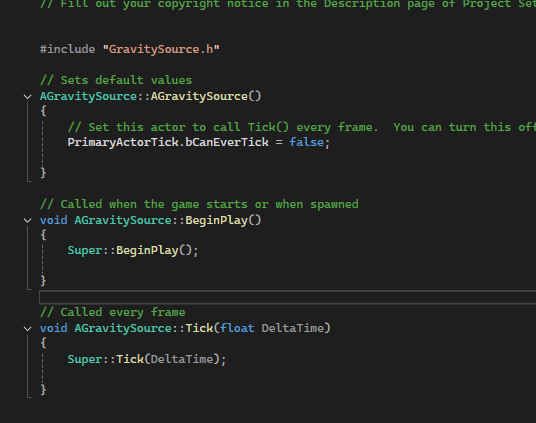 // Fill out your copyright notice in the Description page of Project Set
#include "GravitySource.h"
// Sets default values
AGravitySource::AGravitySource()
{
// Set this actor to call Tick() every frame.  You can turn this off
PrimaryActorTick.bCanEverTick = false;
}
// Called when the game starts or when spawned
void AGravitySource::BeginPlay()
{
Super::BeginPlay();
}
// Called every frame
void AGravitySource::Tick(float DeltaTime)
{
Super::Tick(DeltaTime);
}